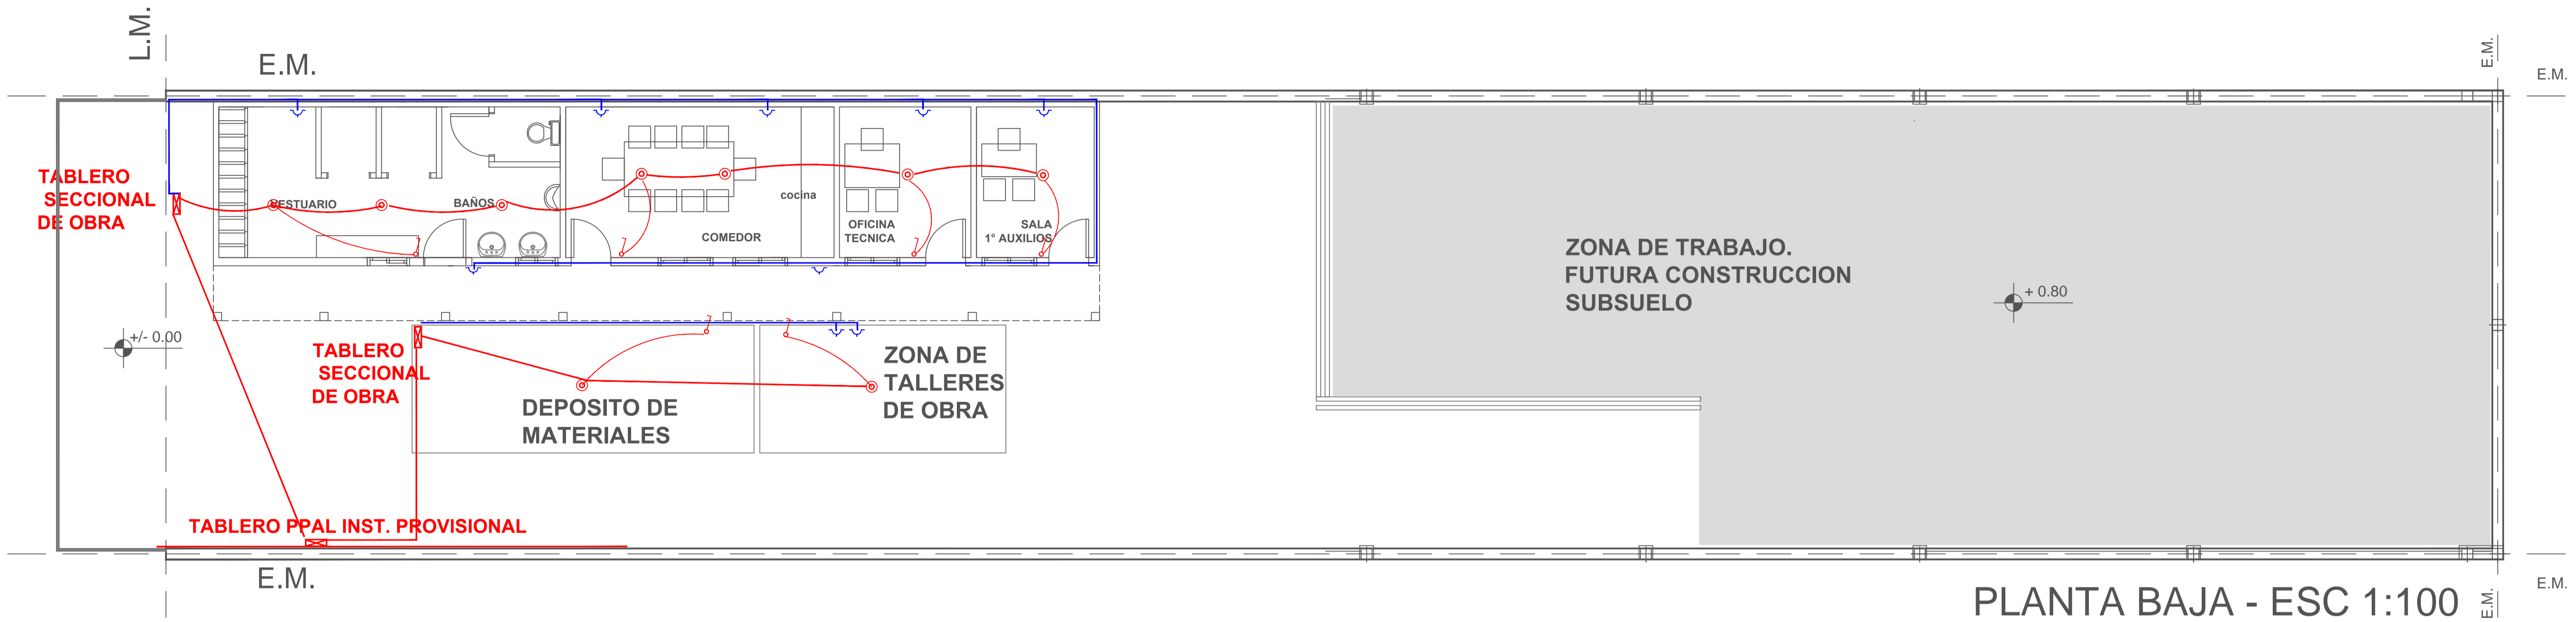 L.M.
E.M.
E.M.
E.M.
TABLERO
SECCIONAL
DE OBRA
VESTUARIO
BAÑOS
cocina
COMEDOR
OFICINA
TECNICA
SALA
1° AUXILIOS
ZONA DE TRABAJO.
FUTURA CONSTRUCCION
SUBSUELO
+ 0.80
+/- 0.00
TABLERO
SECCIONAL
DE OBRA
DEPOSITO DE
MATERIALES
ZONA DE
TALLERES
DE OBRA
TABLERO PPAL INST. PROVISIONAL
E.M.
E.M.
E.M.
PLANTA BAJA - ESC 1:100